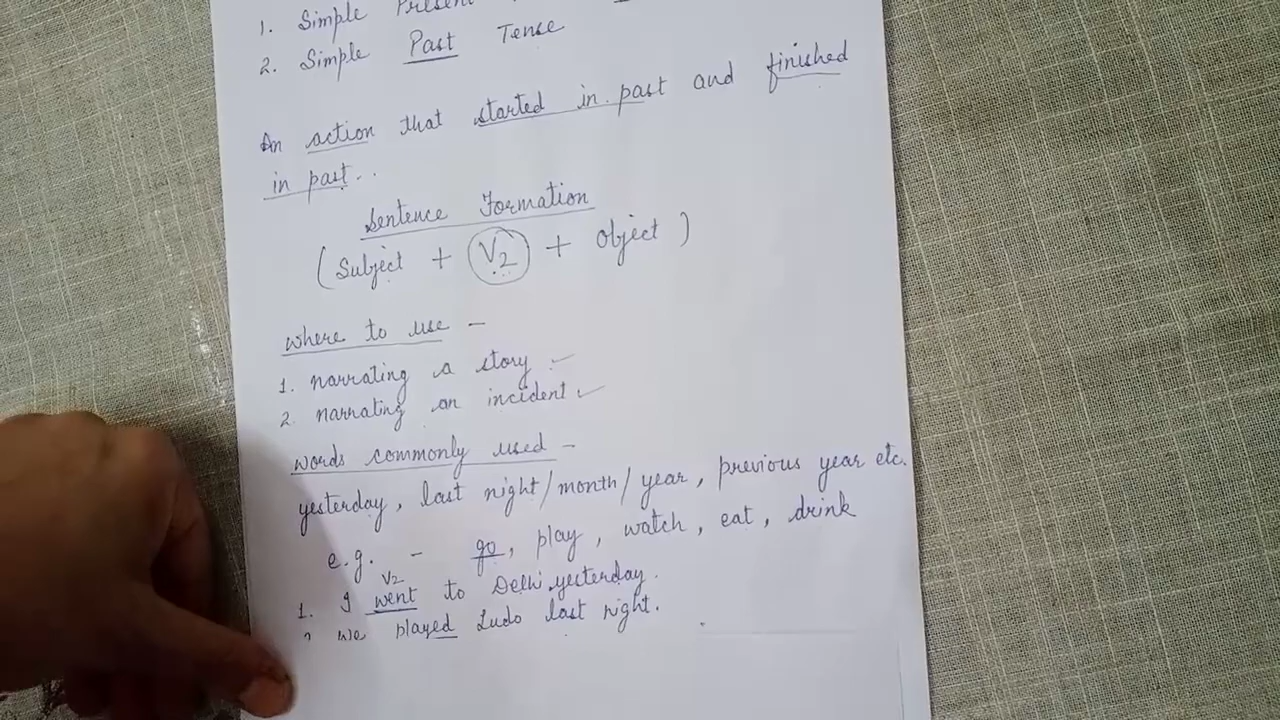 1. Simple Present
2. Simple Past Tense
An action that started in past and finished
in past..
Sentence Formation
(Subject + V2 + Object)
where to use -
1. narrating a story ✓
2. narrating an incident ✓
words commonly used -
yesterday, last night/month/year, previous year etc.
e.g. - go, play, watch, eat, drink
V2
1. I went to Delhi yesterday.
we played Ludo last night.